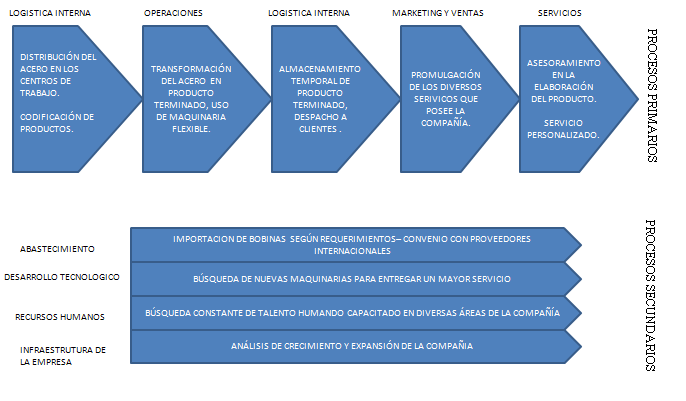 LOGISTICA INTERNA
OPERACIONES
LOGISTICA INTERNA
MARKETING Y VENTAS
SERVICIOS
DISTRIBUCIÓN DEL
ACERO EN LOS
CENTROS DE
TRABAJO.
CODIFICACIÓN DE
PRODUCTOS.
TRANSFORMACIÓN
DEL ACERO EN
PRODUCTO
TERMINADO, USO
DE MAQUINARIA
FLEXIBLE.
ALMACENAMIENTO
TEMPORAL DE
PRODUCTO
TERMINADO,
DESPACHO A
CLIENTES .
PROMULGACIÓN
DE LOS DIVERSOS
SERIVICOS QUE
POSEE LA
COMPAÑÍA.
ASESORAMIENTO
EN LA
ELABORACIÓN
DEL PRODUCTO.
SERVICIO
PERSONALIZADO.
PROCESOS PRIMARIOS
ABASTECIMIENTO
IMPORTACION DE BOBINAS SEGÚN REQUERIMIENTOS– CONVENIO CON PROVEEDORES
INTERNACIONALES
DESARROLLO TECNOLOGICO
BÚSQUEDA DE NUEVAS MAQUINARIAS PARA ENTREGAR UN MAYOR SERVICIO
RECURSOS HUMANOS
BÚSQUEDA CONSTANTE DE TALENTO HUMANDO CAPACITADO EN DIVERSAS ÁREAS DE LA COMPAÑÍA
INFRAESTRUTURA DE
LA EMPRESA
ANÁLISIS DE CRECIMIENTO Y EXPANSIÓN DE LA COMPAÑIA
PROCESOS SECUNDARIOS